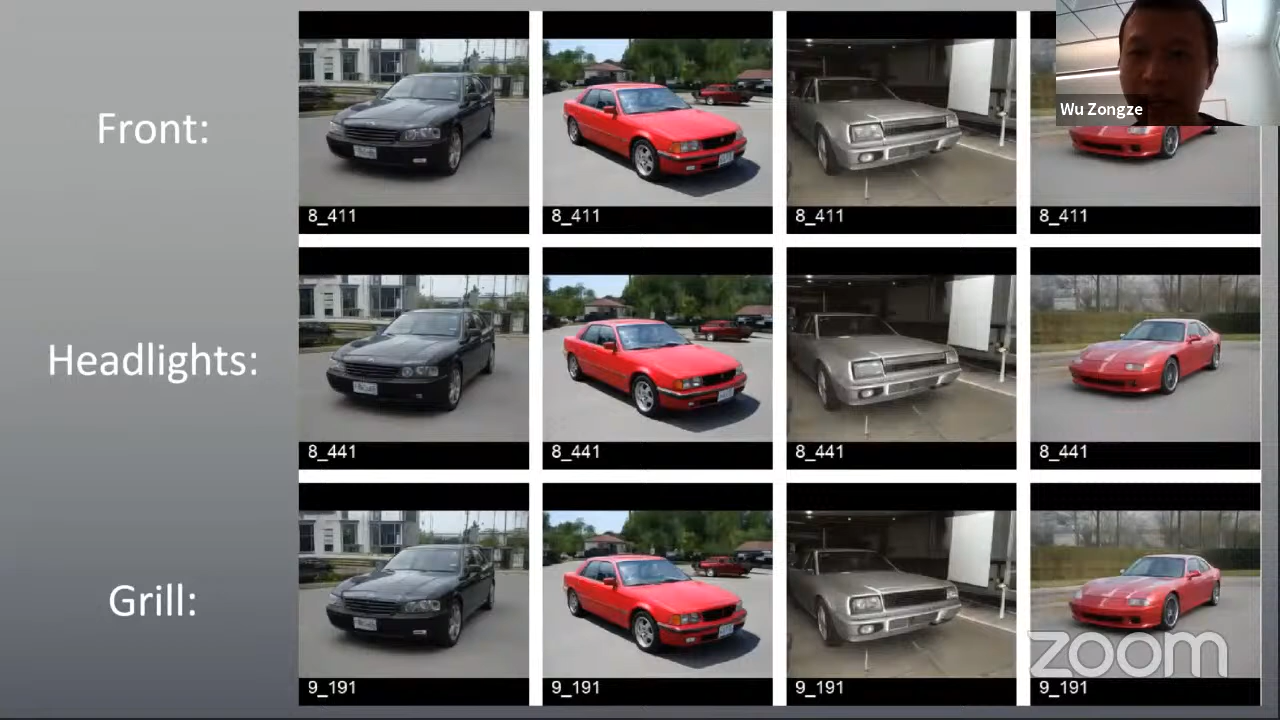 Wu Zongze
Front:
8_411 8_411 8_411 8_411
Headlights:
8_441 8_441 8_441 8_441
Grill:
9_191 9_191 9_191 9_191
zoom